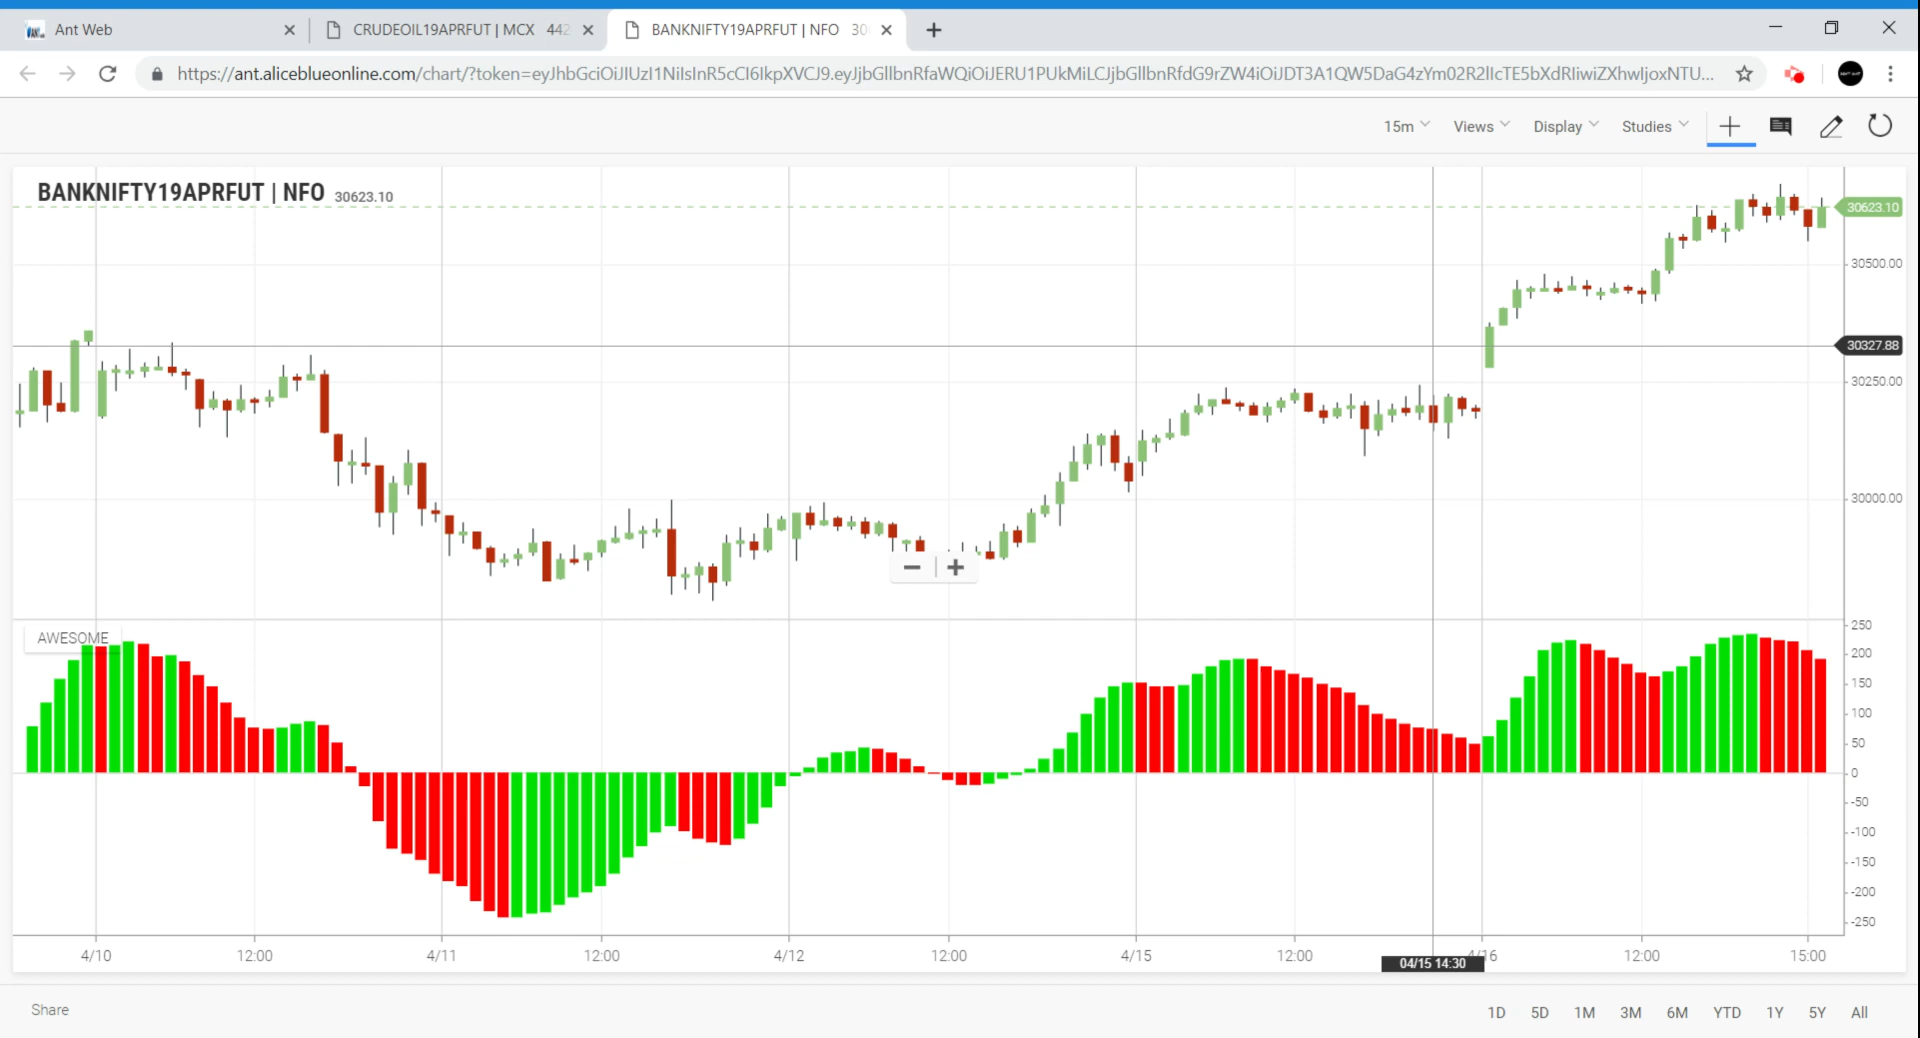 Ant Web
CRUDEOIL19APRFUT | MCX 442
BANKNIFTY19APRFUT | NFO 30
https://ant.aliceblueonline.com/chart/?token=
15m Views Display Studies
BANKNIFTY19APRFUT | NFO 30623.10
30623.10
30500.00
30327.88
30250.00
30000.00
AWESOME
250
200
150
100
50
0
-50
-100
-150
-200
-250
4/10 12:00 4/11 12:00 4/12 12:00 4/15 12:00 4/16 12:00 15:00
04/15 14:30
Share
1D 5D 1M 3M 6M YTD 1Y 5Y All